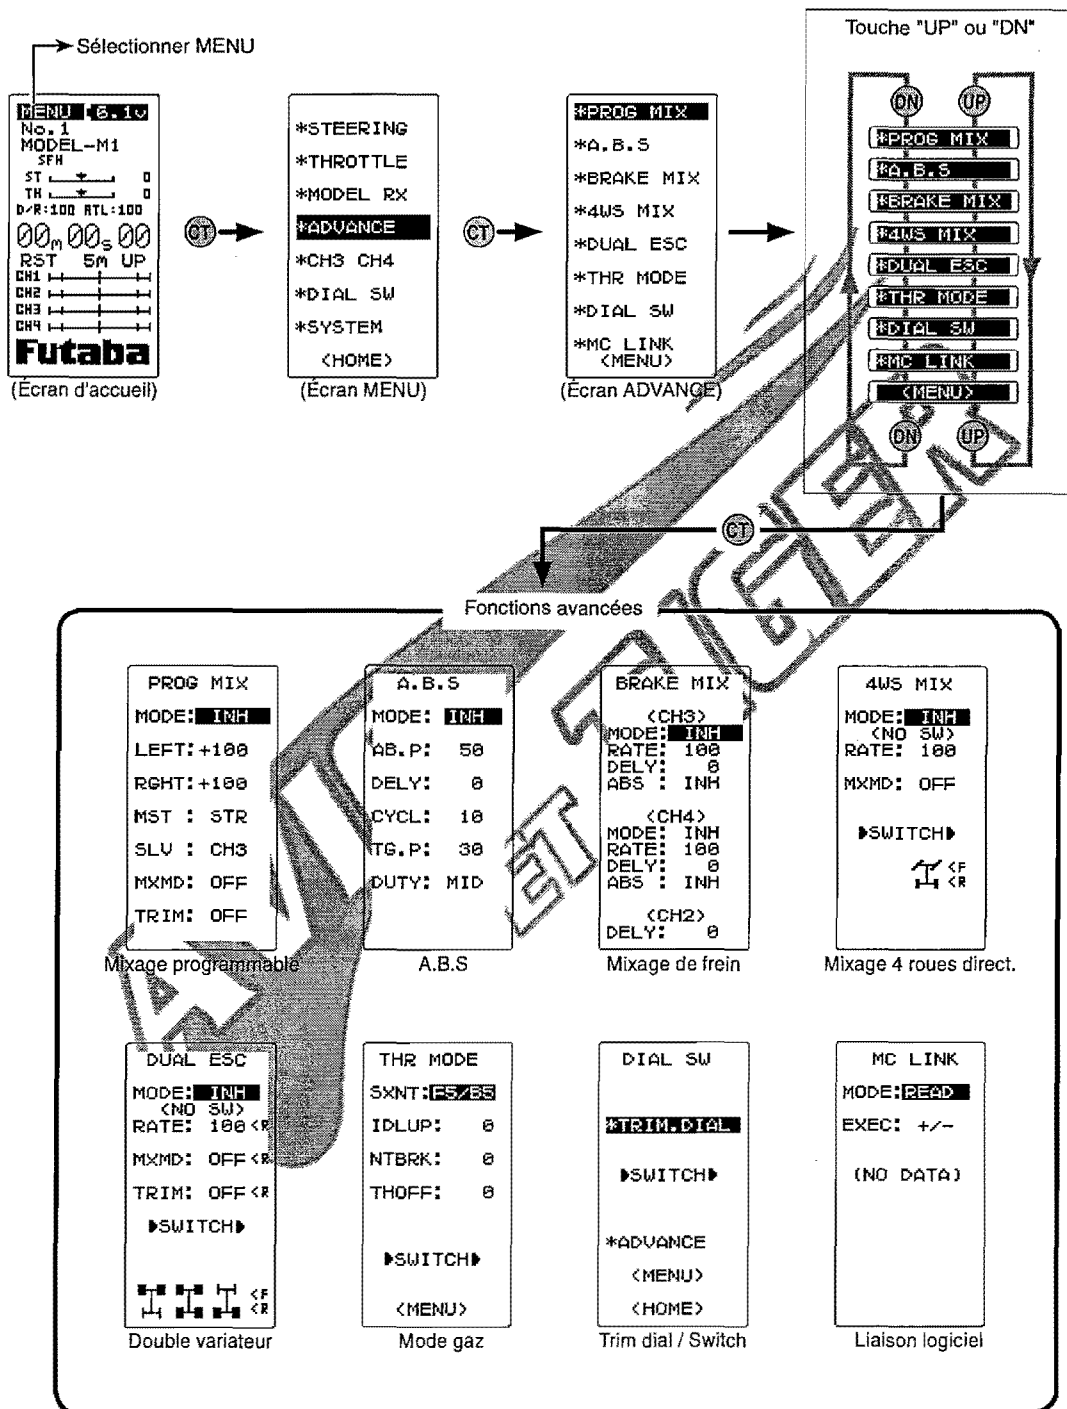 Sélectionner MENU
MENU 6.1v
No.1
MODEL-M1
SFH
ST 0
TH 0
D/R:100 ATL:100
00M 00S 00
RST 5m UP
CH1
CH2
CH3
CH4
Futaba
(Écran d'accueil)
CT
*STEERING
*THROTTLE
*MODEL RX
*ADVANCE
*CH3 CH4
*DIAL SW
*SYSTEM
<HOME>
(Écran MENU)
CT
*PROG MIX
*A.B.S
*BRAKE MIX
*4WS MIX
*DUAL ESC
*THR MODE
*DIAL SW
*MC LINK
<MENU>
(Écran ADVANCE)
Touche "UP" ou "DN"
DN UP
*PROG MIX
*A.B.S
*BRAKE MIX
*4WS MIX
*DUAL ESC
*THR MODE
*DIAL SW
*MC LINK
<MENU>
DN UP
CT
Fonctions avancées
PROG MIX
MODE: INH
LEFT:+100
RGHT:+100
MST : STR
SLV : CH3
MXMD: OFF
TRIM: OFF
Mixage programmable
A.B.S
MODE: INH
AB.P: 50
DELY: 0
CYCL: 10
TG.P: 30
DUTY: MID
A.B.S
BRAKE MIX
<CH3>
MODE: INH
RATE: 100
DELY: 0
ABS : INH
<CH4>
MODE: INH
RATE: 100
DELY: 0
ABS : INH
<CH2>
DELY: 0
Mixage de frein
4WS MIX
MODE: INH
(NO SW)
RATE: 100
MXMD: OFF
SWITCH
<F
<R
Mixage 4 roues direct.
DUAL ESC
MODE: INH
(NO SW)
RATE: 100<R
MXMD: OFF<R
TRIM: OFF<R
SWITCH
<F
<R
Double variateur
THR MODE
SXNT:F5/B5
IDLUP: 0
NTBRK: 0
THOFF: 0
SWITCH
<MENU>
Mode gaz
DIAL SW
*TRIM.DIAL
SWITCH
*ADVANCE
<MENU>
<HOME>
Trim dial / Switch
MC LINK
MODE:READ
EXEC: +/-
(NO DATA)
Liaison logiciel